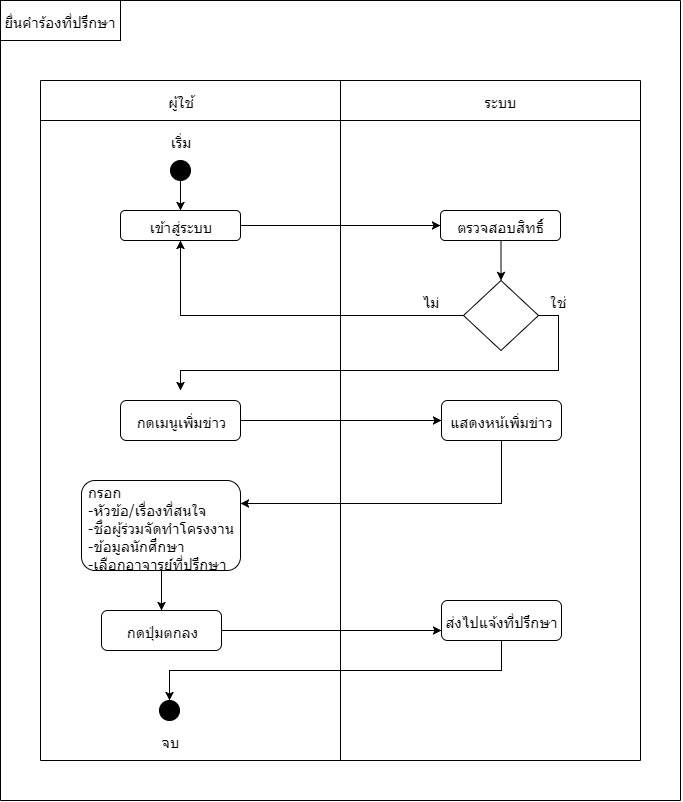 ยื่นคำร้องที่ปรึกษา
ผู้ใช้
ระบบ
เริ่ม
เข้าสู่ระบบ
ตรวจสอบสิทธิ์
ไม่
ใช่
กดเมนูเพิ่มข่าว
แสดงหน้เพิ่มข่าว
กรอก
-หัวข้อ/เรื่องที่สนใจ
-ชื่อผู้ร่วมจัดทำโครงงาน
-ข้อมูลนักศึกษา
-เลือกอาจารย์ที่ปรึกษา
กดปุ่มตกลง
ส่งไปแจ้งที่ปรึกษา
จบ